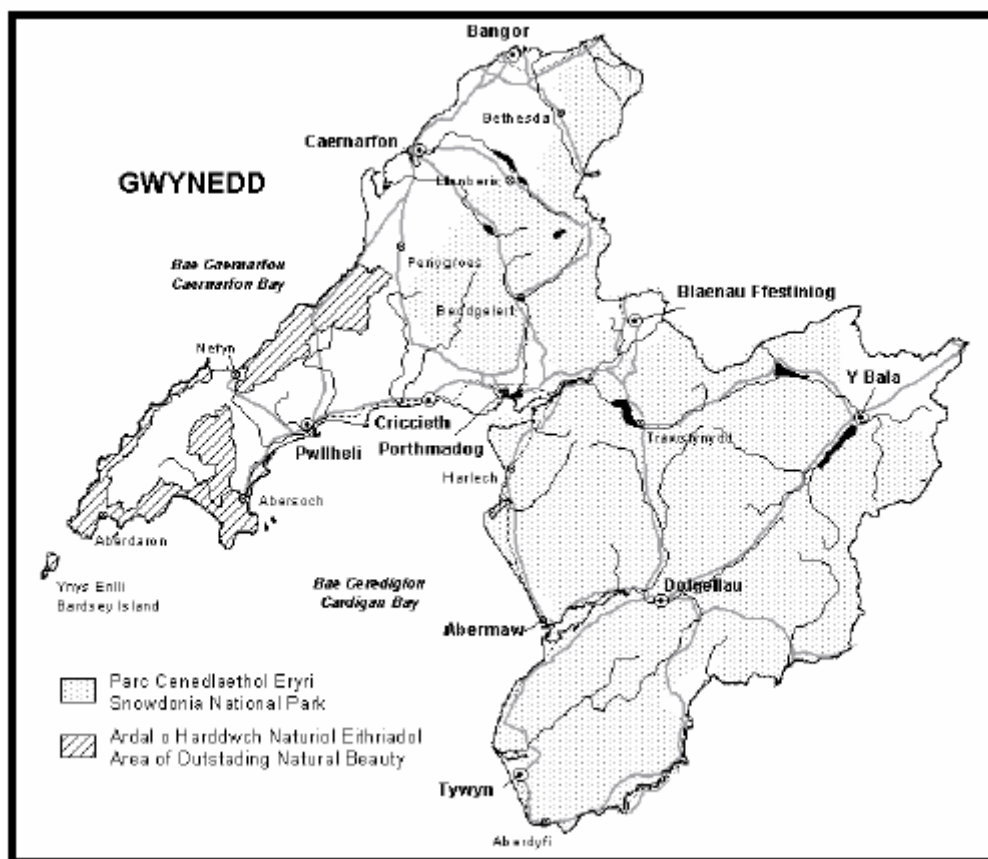 Bangor
Bethesda
Caernarfon
Llanberis
GWYNEDD
Bae Caernarfon
Caernarfon Bay
Penygroes
Beddgelert
Blaenau Ffestiniog
Nefyn
Y Bala
Criccieth
Porthmadog
Pwllheli
Trawsfynydd
Harlech
Abersoch
Aberdaron
Ynys Enlli
Bardsey Island
Bae Ceredigion
Cardigan Bay
Dolgellau
Abermaw
Parc Cenedlaethol Eryri
Snowdonia National Park
Ardal o Harddwch Naturiol Eithriadol
Area of Outstading Natural Beauty
Tywyn
Aberdyfi